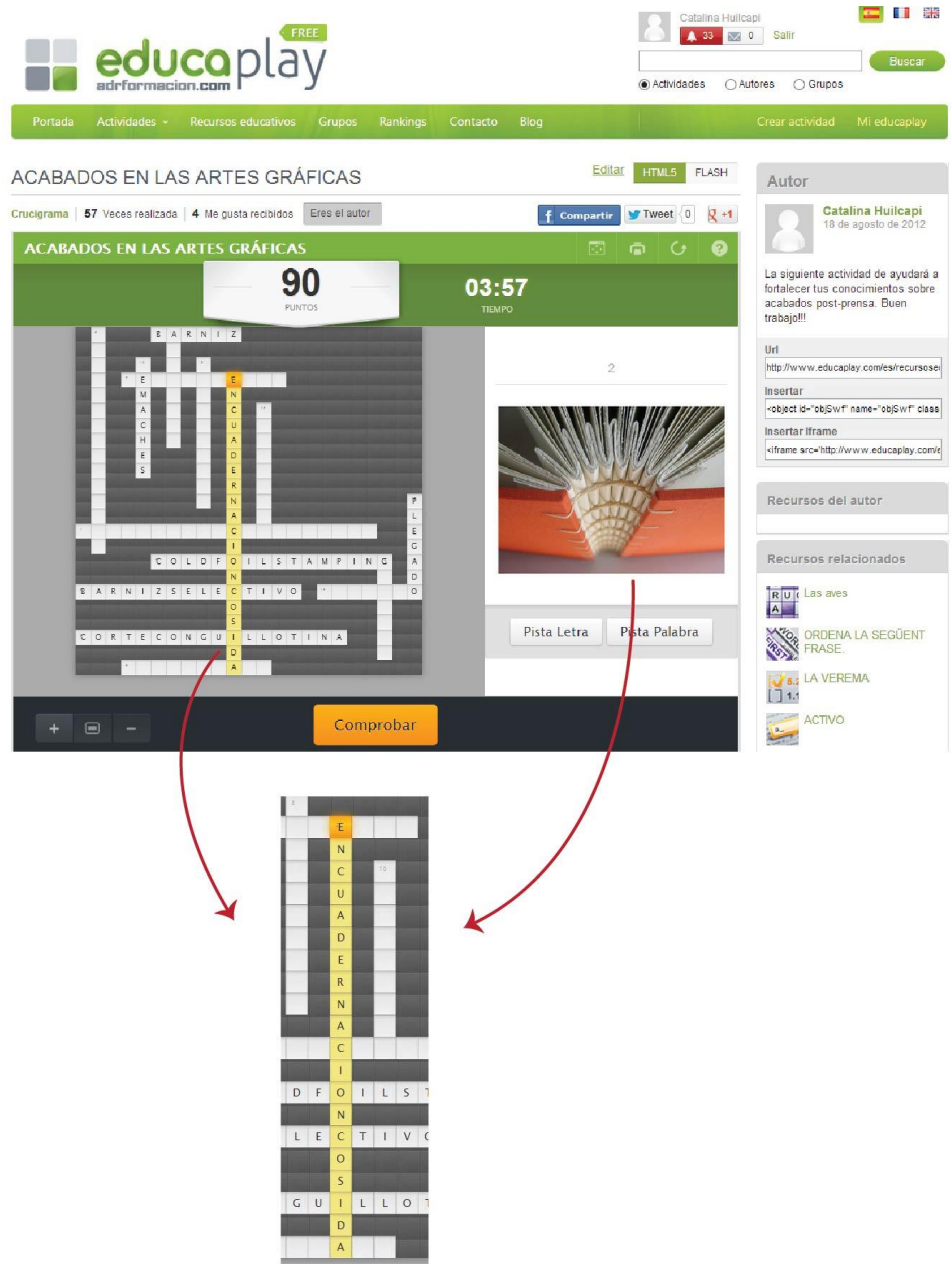 Catalina Huilcapi
33 0 Salir
FREE
educaplay
adrformacion.com
Buscar
Actividades Autores Grupos
Portada Actividades Recursos educativos Grupos Rankings Contacto Blog Crear actividad Mi educaplay
ACABADOS EN LAS ARTES GRÁFICAS
Editar HTML5 FLASH
Crucigrama 57 Veces realizada 4 Me gusta recibidos Eres el autor
Compartir Tweet 0 +1
ACABADOS EN LAS ARTES GRÁFICAS
90
PUNTOS
03:57
TIEMPO
2
BARNIZ
EMACHES
ENCUADERNACIONCOSIDA
PLEGADO
COLDFOILSTAMPING
BARNIZSELECTIVO
CORTECONGUILLOTINA
Pista Letra Pista Palabra
Comprobar
Autor
Catalina Huilcapi
18 de agosto de 2012
La siguiente actividad de ayudará a
fortalecer tus conocimientos sobre
acabados post-prensa. Buen
trabajo!!!
Url
http://www.educaplay.com/es/recursose
Insertar
<object id="objSwf" name="objSwf" class
Insertar Iframe
<iframe src='http://www.educaplay.com/e
Recursos del autor
Recursos relacionados
Las aves
ORDENA LA SEGÜENT
FRASE.
LA VEREMA
ACTIVO
ENCUADERNACIONCOSIDA
DFOILS
LECTIV
GUILLO